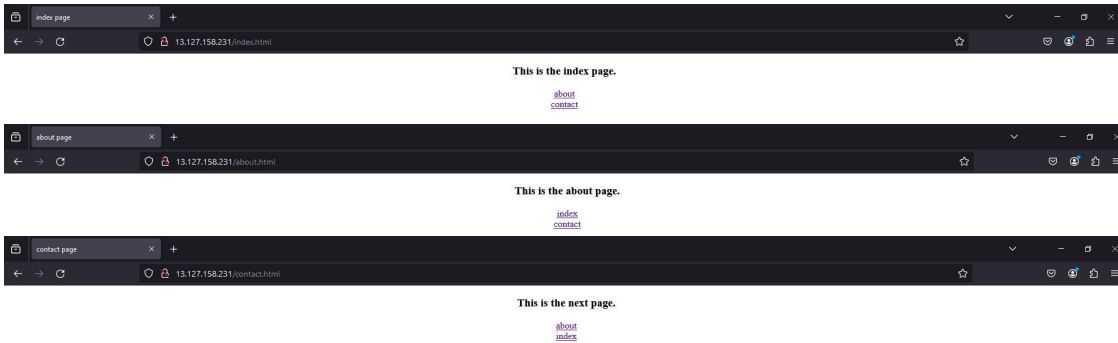 index page
13.127.158.231/index.html
This is the index page.
about
contact
about page
13.127.158.231/about.html
This is the about page.
index
contact
contact page
13.127.158.231/contact.html
This is the next page.
about
index